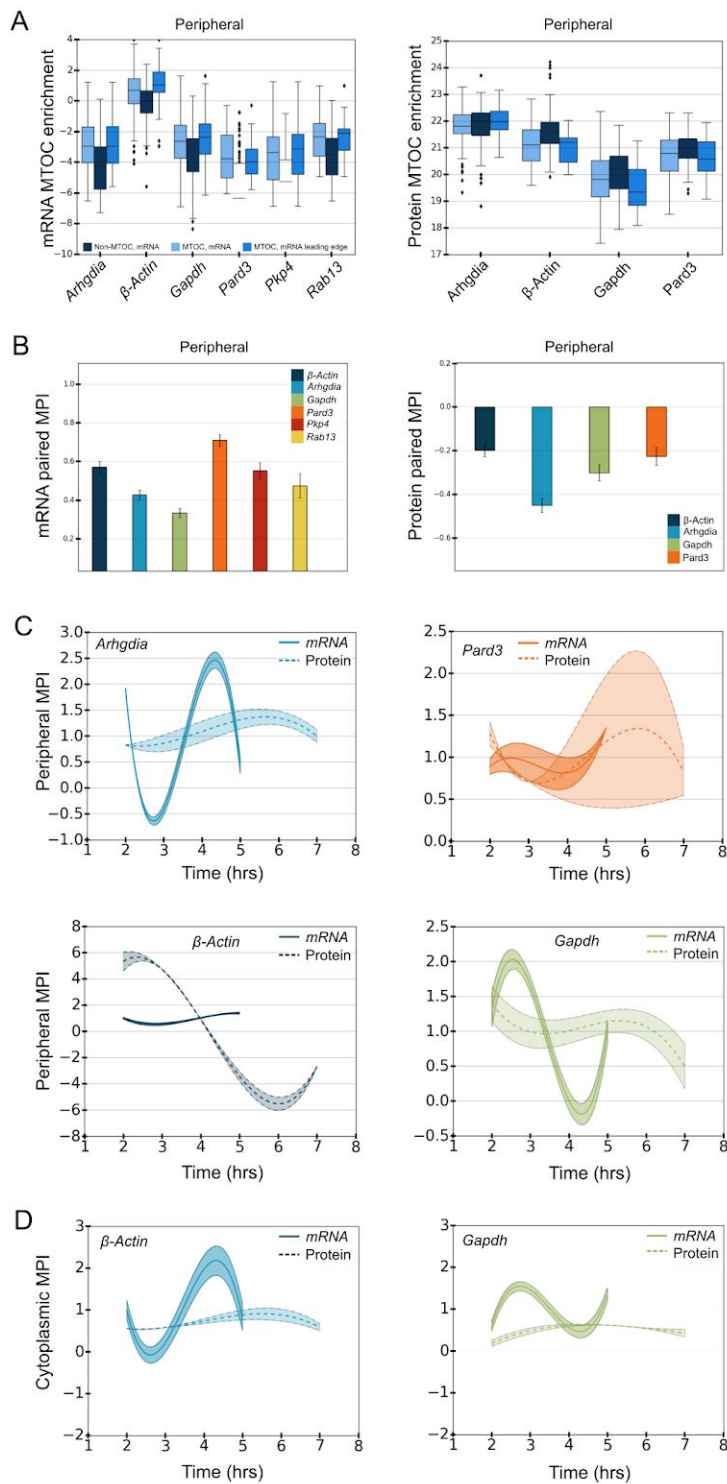 A
Peripheral
mRNA MTOC enrichment
4
2
0
−2
−4
−6
−8
−10
Non-MTOC, mRNA
MTOC, mRNA
MTOC, mRNA leading edge
Arhgdia
β-Actin
Gapdh
Pard3
Pkp4
Rab13
Peripheral
Protein MTOC enrichment
25
24
23
22
21
20
19
18
17
Arhgdia
β-Actin
Gapdh
Pard3
B
Peripheral
mRNA paired MPI
1.0
0.8
0.6
0.4
0.2
β-Actin
Arhgdia
Gapdh
Pard3
Pkp4
Rab13
Peripheral
Protein paired MPI
0.2
0.0
−0.2
−0.4
−0.6
β-Actin
Arhgdia
Gapdh
Pard3
C
Arhgdia
mRNA
Protein
Peripheral MPI
3.0
2.5
2.0
1.5
1.0
0.5
0.0
−0.5
−1.0
1 2 3 4 5 6 7 8
Time (hrs)
Pard3
mRNA
Protein
2.5
2.0
1.5
1.0
0.5
0.0
1 2 3 4 5 6 7 8
Time (hrs)
β-Actin
mRNA
Protein
Peripheral MPI
8
6
4
2
0
−2
−4
−6
−8
1 2 3 4 5 6 7 8
Time (hrs)
Gapdh
mRNA
Protein
2.5
2.0
1.5
1.0
0.5
0.0
−0.5
1 2 3 4 5 6 7 8
Time (hrs)
D
β-Actin
mRNA
Protein
Cytoplasmic MPI
3
2
1
0
−1
−2
1 2 3 4 5 6 7 8
Time (hrs)
Gapdh
mRNA
Protein
3
2
1
0
−1
−2
1 2 3 4 5 6 7 8
Time (hrs)